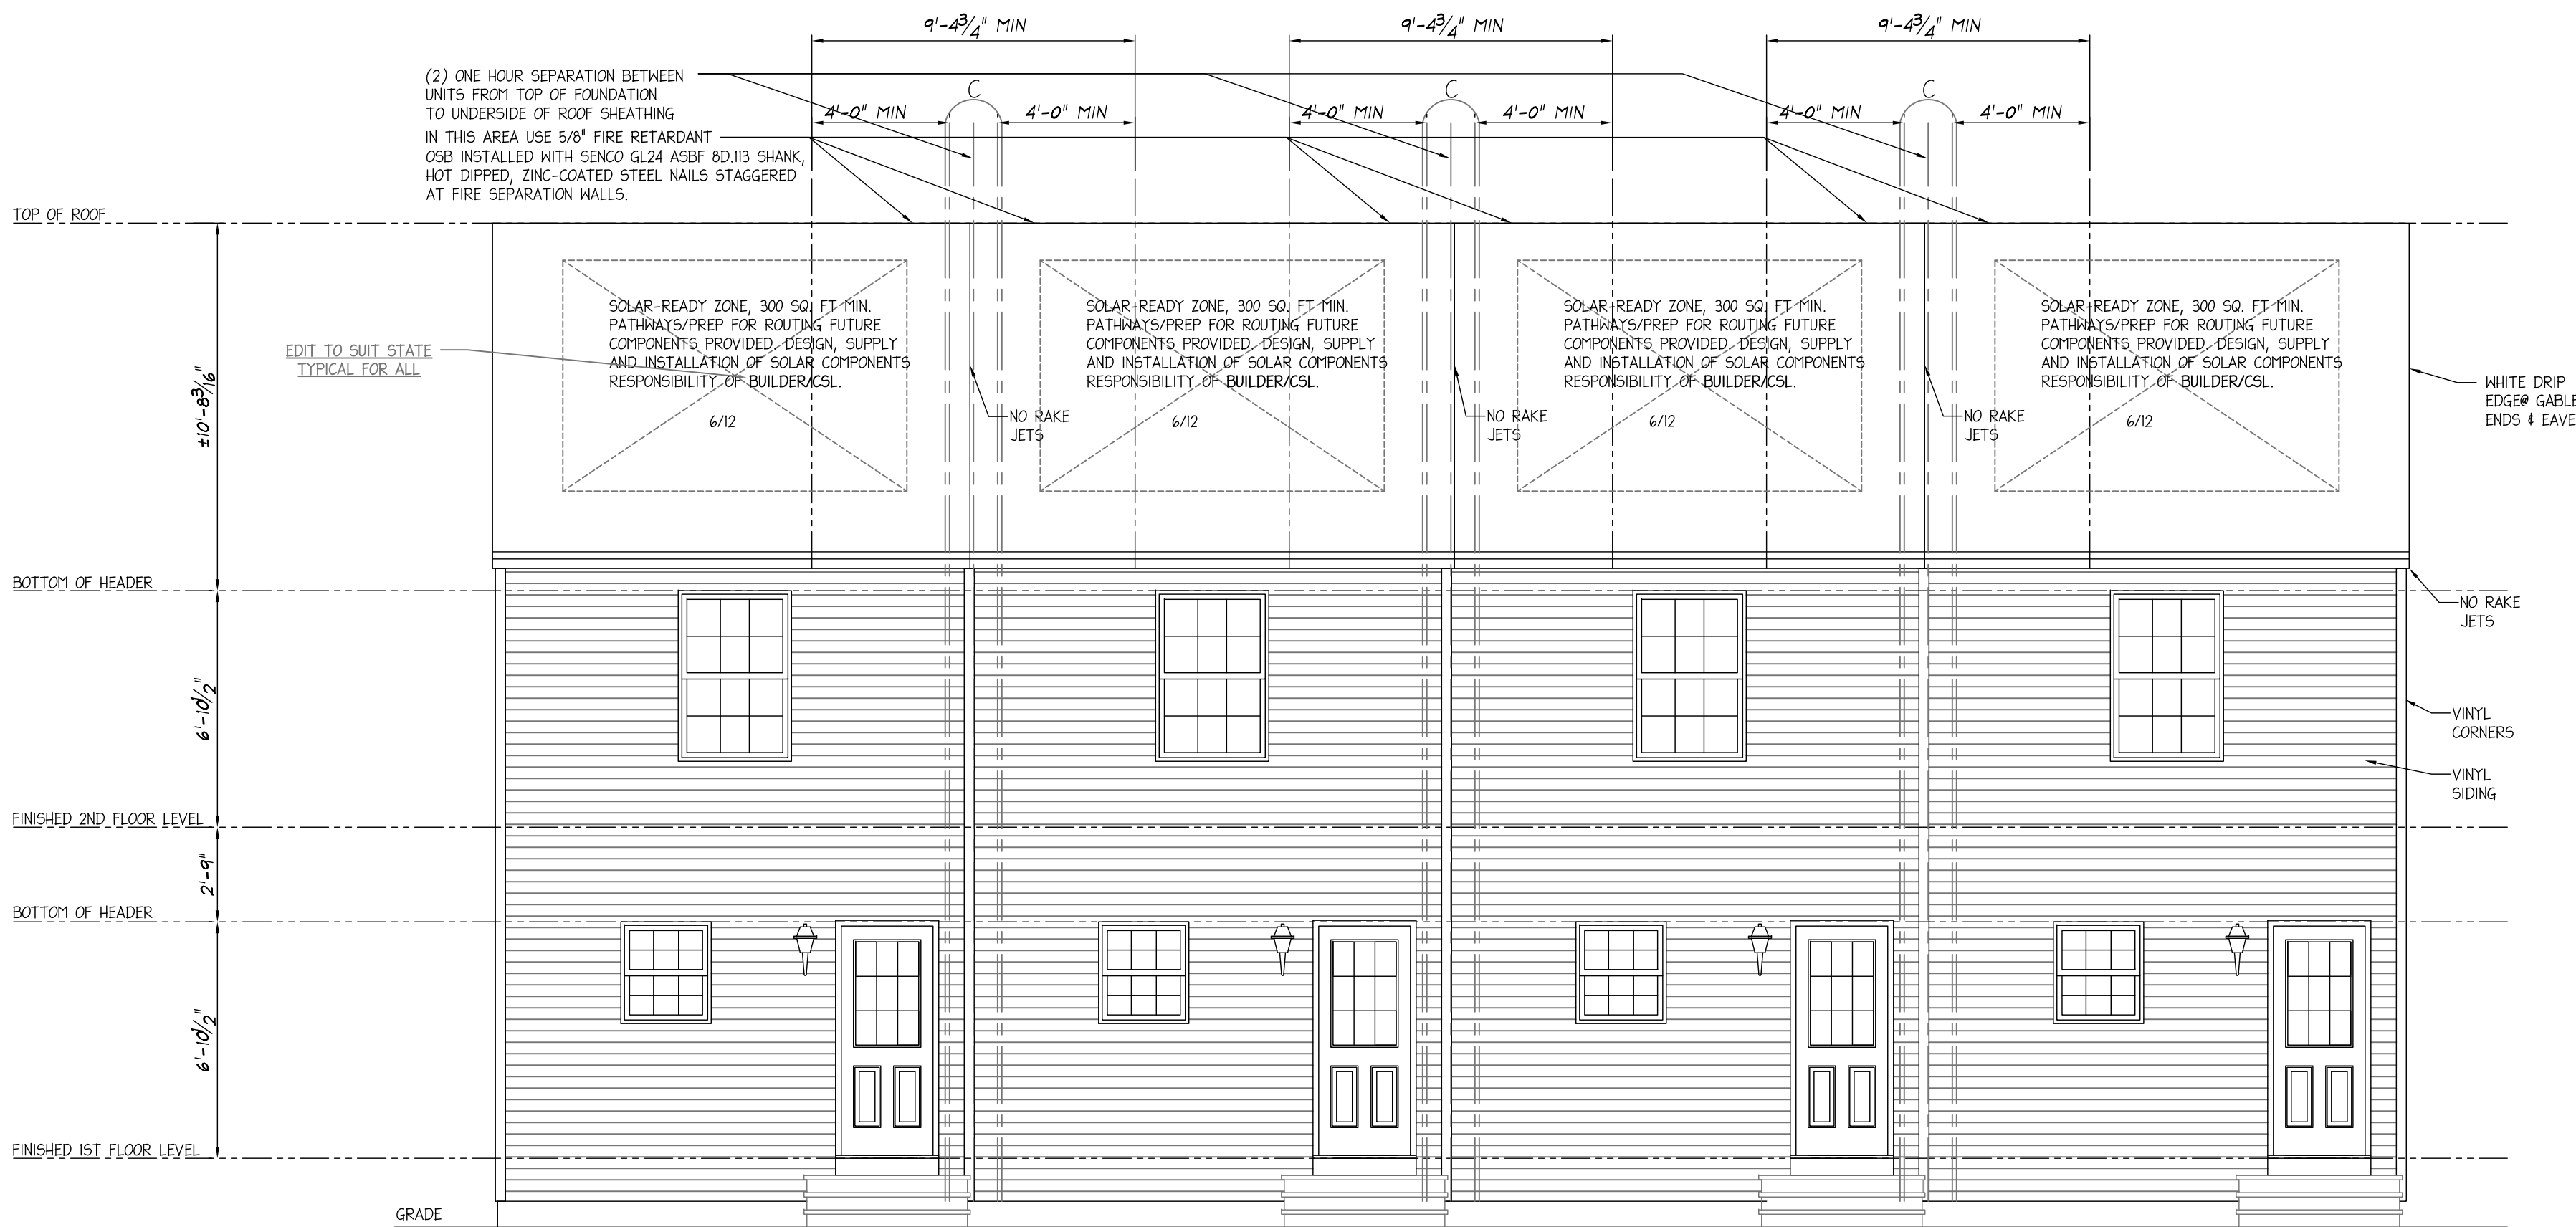 9'-4 3/4" MIN
9'-4 3/4" MIN
9'-4 3/4" MIN
(2) ONE HOUR SEPARATION BETWEEN
UNITS FROM TOP OF FOUNDATION
TO UNDERSIDE OF ROOF SHEATHING
C
C
C
4'-0" MIN
4'-0" MIN
4'-0" MIN
4'-0" MIN
4'-0" MIN
4'-0" MIN
IN THIS AREA USE 5/8" FIRE RETARDANT
OSB INSTALLED WITH SENCO GL24 ASBF 8D.113 SHANK,
HOT DIPPED, ZINC-COATED STEEL NAILS STAGGERED
AT FIRE SEPARATION WALLS.
TOP OF ROOF
±10'-8 3/16"
EDIT TO SUIT STATE
TYPICAL FOR ALL
SOLAR-READY ZONE, 300 SQ. FT MIN.
PATHWAYS/PREP FOR ROUTING FUTURE
COMPONENTS PROVIDED. DESIGN, SUPPLY
AND INSTALLATION OF SOLAR COMPONENTS
RESPONSIBILITY OF BUILDER/CSL.
6/12
NO RAKE
JETS
SOLAR-READY ZONE, 300 SQ. FT MIN.
PATHWAYS/PREP FOR ROUTING FUTURE
COMPONENTS PROVIDED. DESIGN, SUPPLY
AND INSTALLATION OF SOLAR COMPONENTS
RESPONSIBILITY OF BUILDER/CSL.
6/12
NO RAKE
JETS
SOLAR-READY ZONE, 300 SQ. FT MIN.
PATHWAYS/PREP FOR ROUTING FUTURE
COMPONENTS PROVIDED. DESIGN, SUPPLY
AND INSTALLATION OF SOLAR COMPONENTS
RESPONSIBILITY OF BUILDER/CSL.
6/12
NO RAKE
JETS
SOLAR-READY ZONE, 300 SQ. FT MIN.
PATHWAYS/PREP FOR ROUTING FUTURE
COMPONENTS PROVIDED. DESIGN, SUPPLY
AND INSTALLATION OF SOLAR COMPONENTS
RESPONSIBILITY OF BUILDER/CSL.
6/12
WHITE DRIP
EDGE@ GABLE
ENDS & EAVE
BOTTOM OF HEADER
NO RAKE
JETS
6'-10 1/2"
VINYL
CORNERS
VINYL
SIDING
FINISHED 2ND FLOOR LEVEL
2'-9"
BOTTOM OF HEADER
6'-10 1/2"
FINISHED 1ST FLOOR LEVEL
GRADE